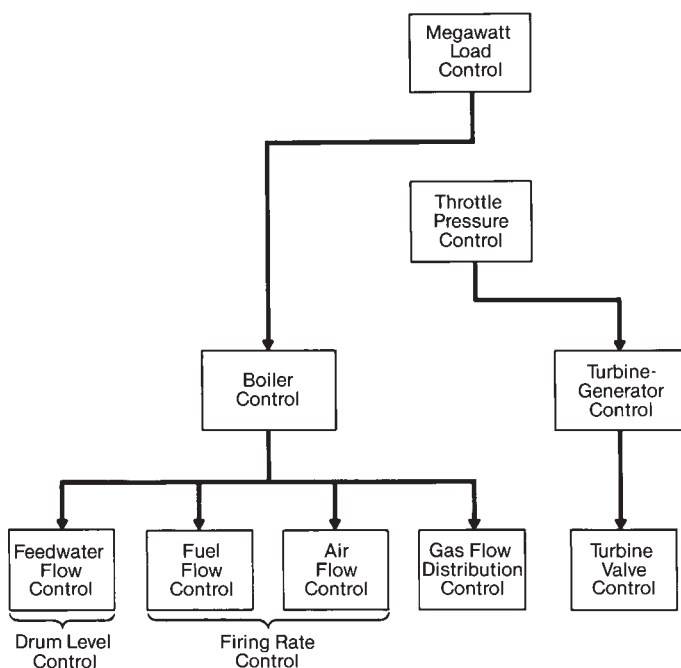 Megawatt
Load
Control
Throttle
Pressure
Control
Boiler
Control
Turbine-
Generator
Control
Feedwater
Flow
Control
Fuel
Flow
Control
Air
Flow
Control
Gas Flow
Distribution
Control
Turbine
Valve
Control
Drum Level
Control
Firing Rate
Control